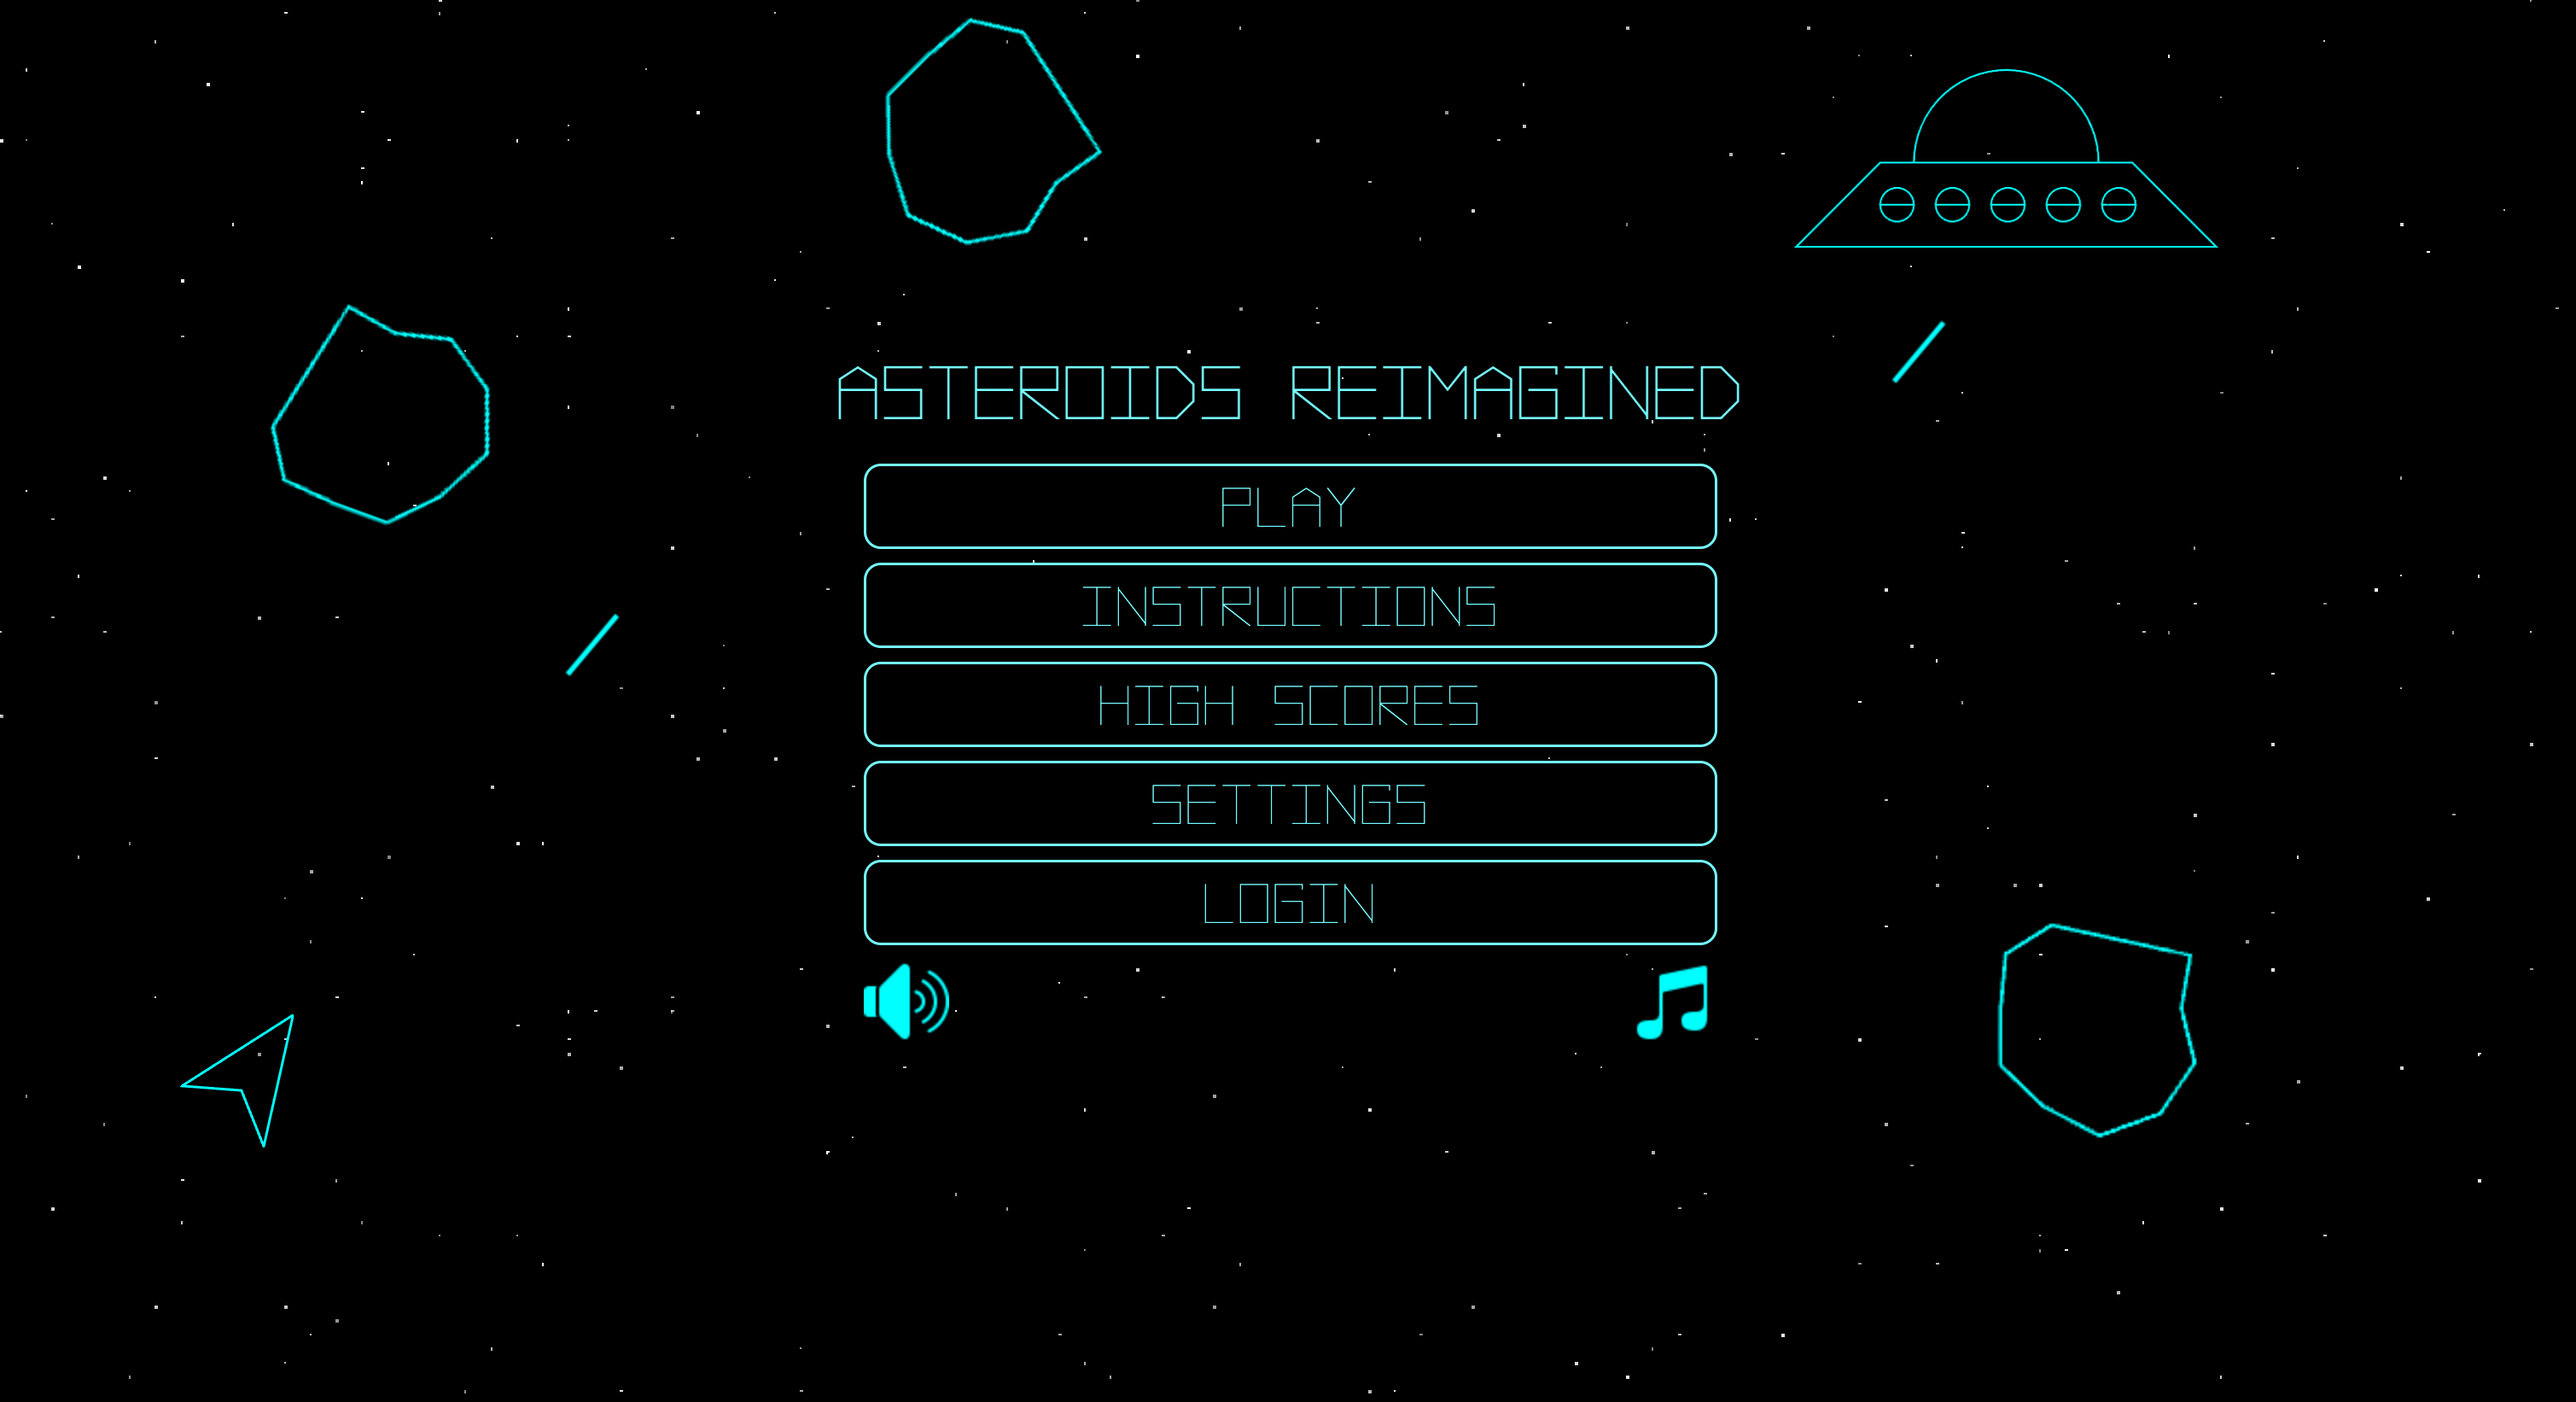 ASTEROIDS REIMAGINED
PLAY
INSTRUCTIONS
HIGH SCORES
SETTINGS
LOGIN